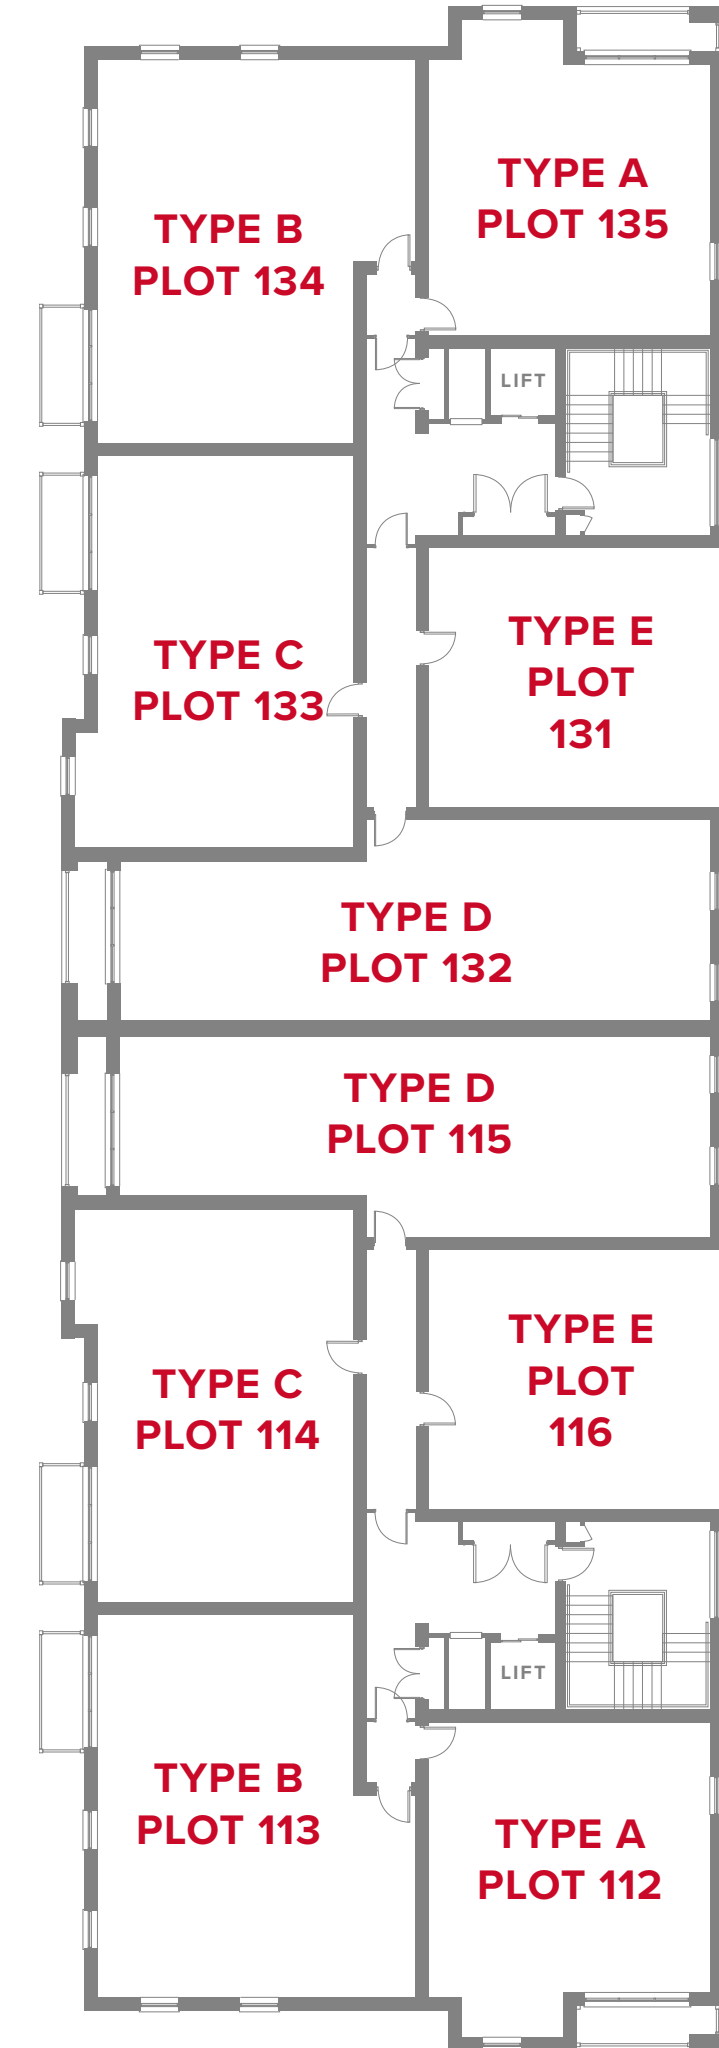 TYPE A
PLOT 135
TYPE B
PLOT 134
LIFT
TYPE E
PLOT
131
TYPE C
PLOT 133
TYPE D
PLOT 132
TYPE D
PLOT 115
TYPE E
PLOT
116
TYPE C
PLOT 114
LIFT
TYPE B
PLOT 113
TYPE A
PLOT 112